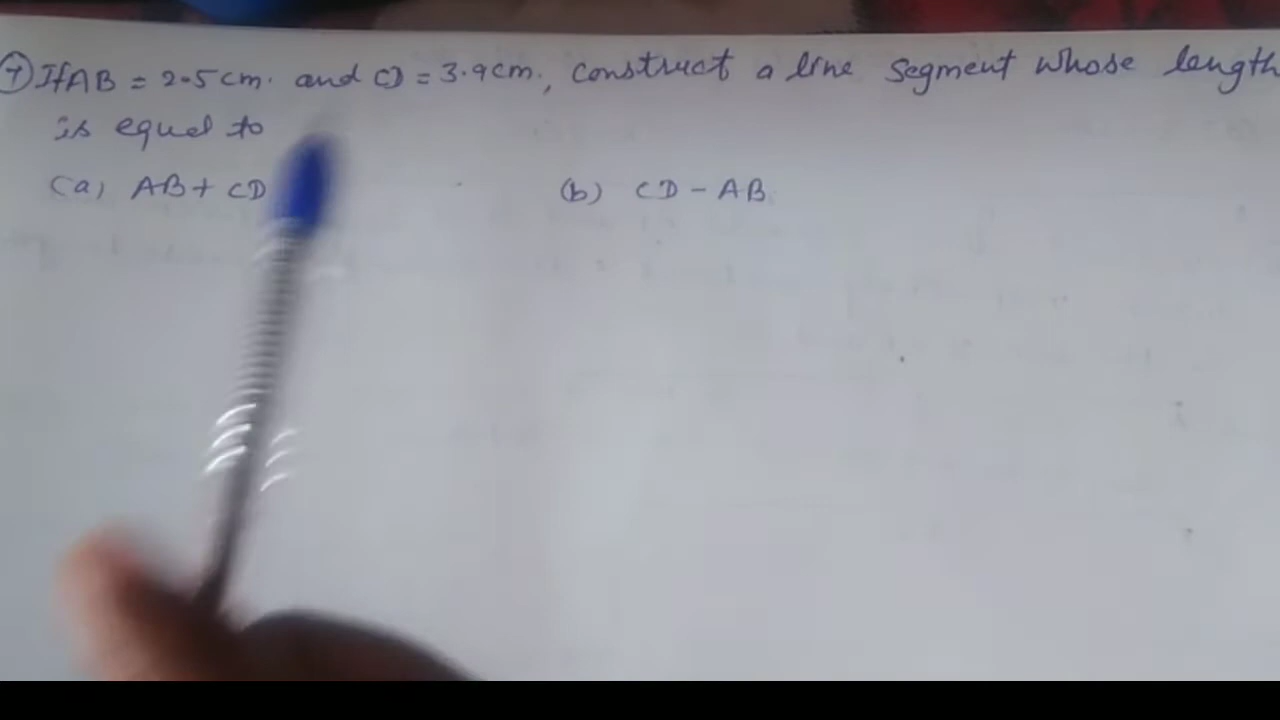 7 If AB = 2.5 cm. and CD = 3.9 cm., construct a line segment whose length
is equal to
(a) AB + CD (b) CD - AB